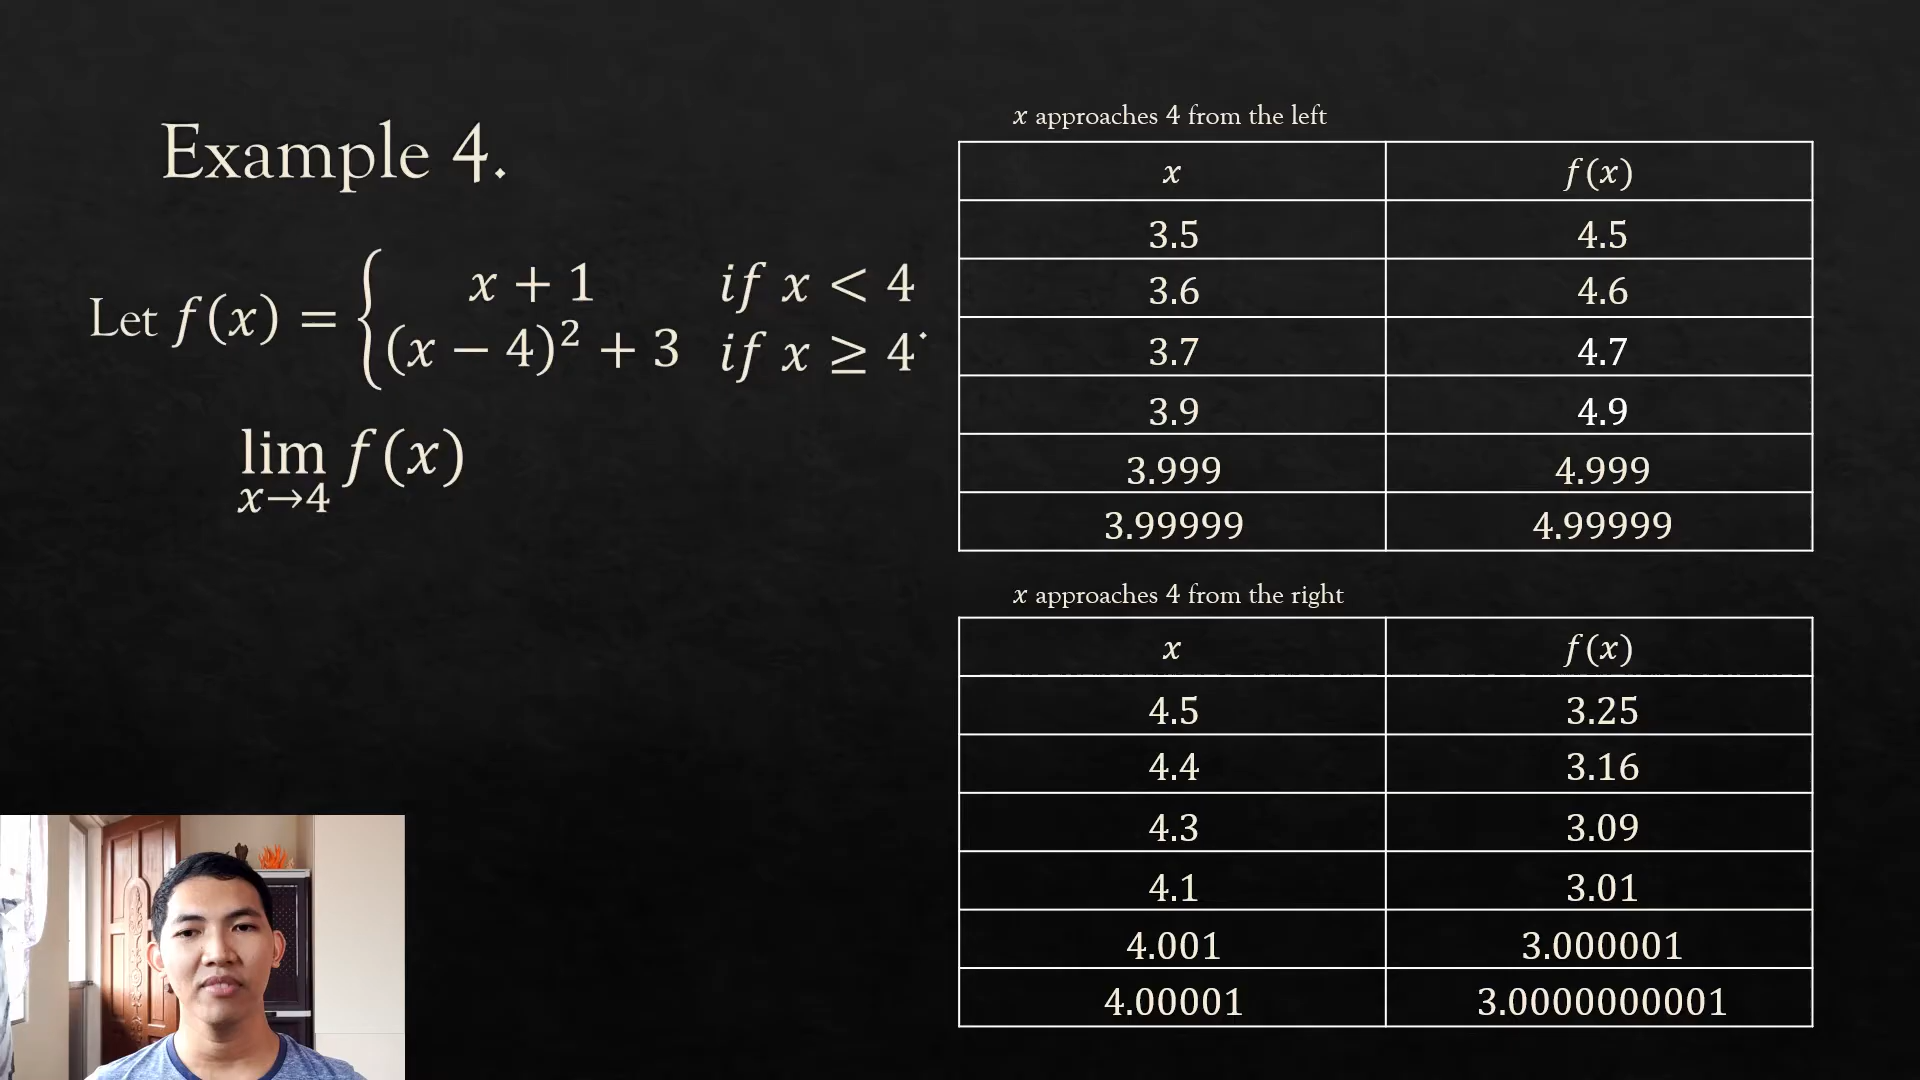 Example 4.
Let f(x) = { x + 1 if x < 4
(x − 4)² + 3 if x ≥ 4 .
lim f(x)
x→4
x approaches 4 from the left
x f(x)
3.5 4.5
3.6 4.6
3.7 4.7
3.9 4.9
3.999 4.999
3.99999 4.99999
x approaches 4 from the right
x f(x)
4.5 3.25
4.4 3.16
4.3 3.09
4.1 3.01
4.001 3.000001
4.00001 3.0000000001